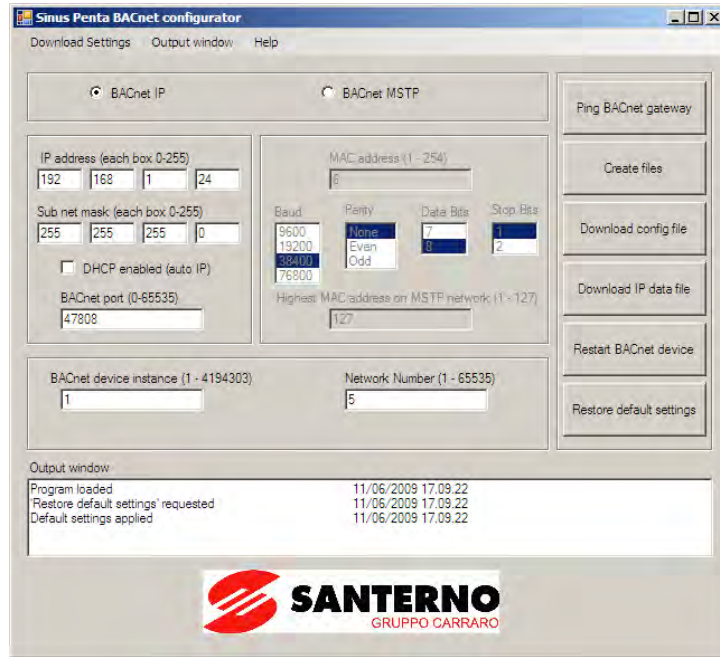 Sinus Penta BACnet configurator
Download Settings Output window Help
BACnet IP BACnet MSTP
Ping BACnet gateway
Create files
Download config file
Download IP data file
Restart BACnet device
Restore default settings
IP address (each box 0-255)
192 168 1 24
Sub net mask (each box 0-255)
255 255 255 0
DHCP enabled (auto IP)
BACnet port (0-65535)
47808
MAC address (1 - 254)
6
Baud Parity Data Bits Stop Bits
9600 None 7 1
19200 Even 8 2
38400 Odd
76800
Highest MAC address on MSTP network (1 - 127)
127
BACnet device instance (1 - 4194303) Network Number (1 - 65535)
1 5
Output window
Program loaded 11/06/2009 17.09.22
'Restore default settings' requested 11/06/2009 17.09.22
Default settings applied 11/06/2009 17.09.22
SANTERNO
GRUPPO CARRARO